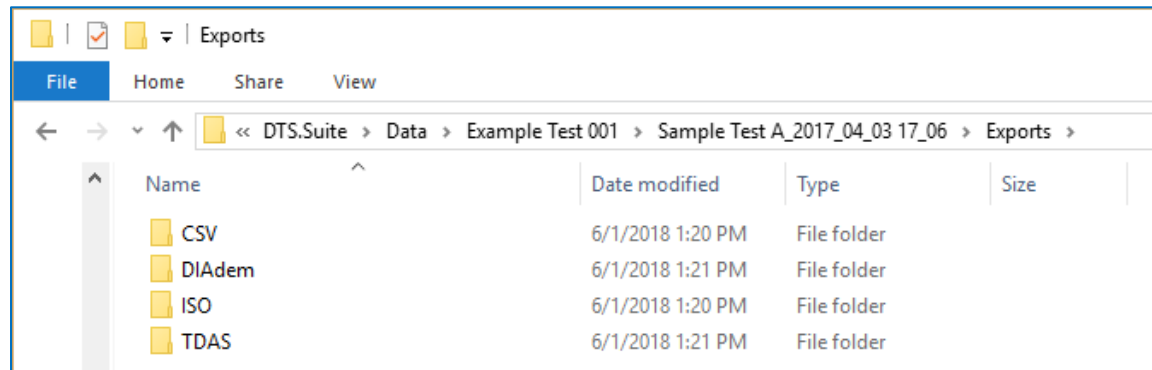 Exports
File Home Share View
« DTS.Suite > Data > Example Test 001 > Sample Test A_2017_04_03 17_06 > Exports >
Name Date modified Type Size
CSV 6/1/2018 1:20 PM File folder
DIAdem 6/1/2018 1:21 PM File folder
ISO 6/1/2018 1:20 PM File folder
TDAS 6/1/2018 1:21 PM File folder